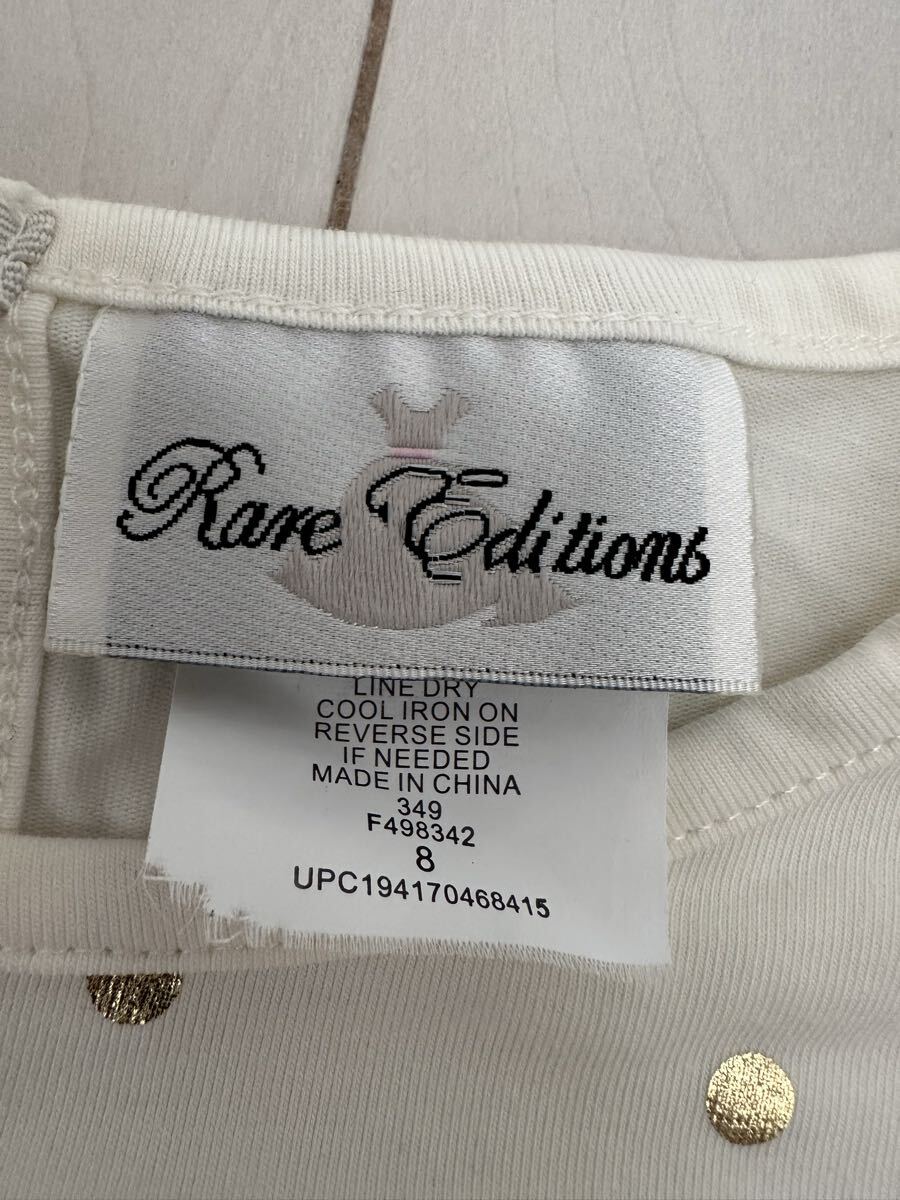 Rare Editions
LINE DRY
COOL IRON ON
REVERSE SIDE
IF NEEDED
MADE IN CHINA
349
F498342
8
UPC194170468415